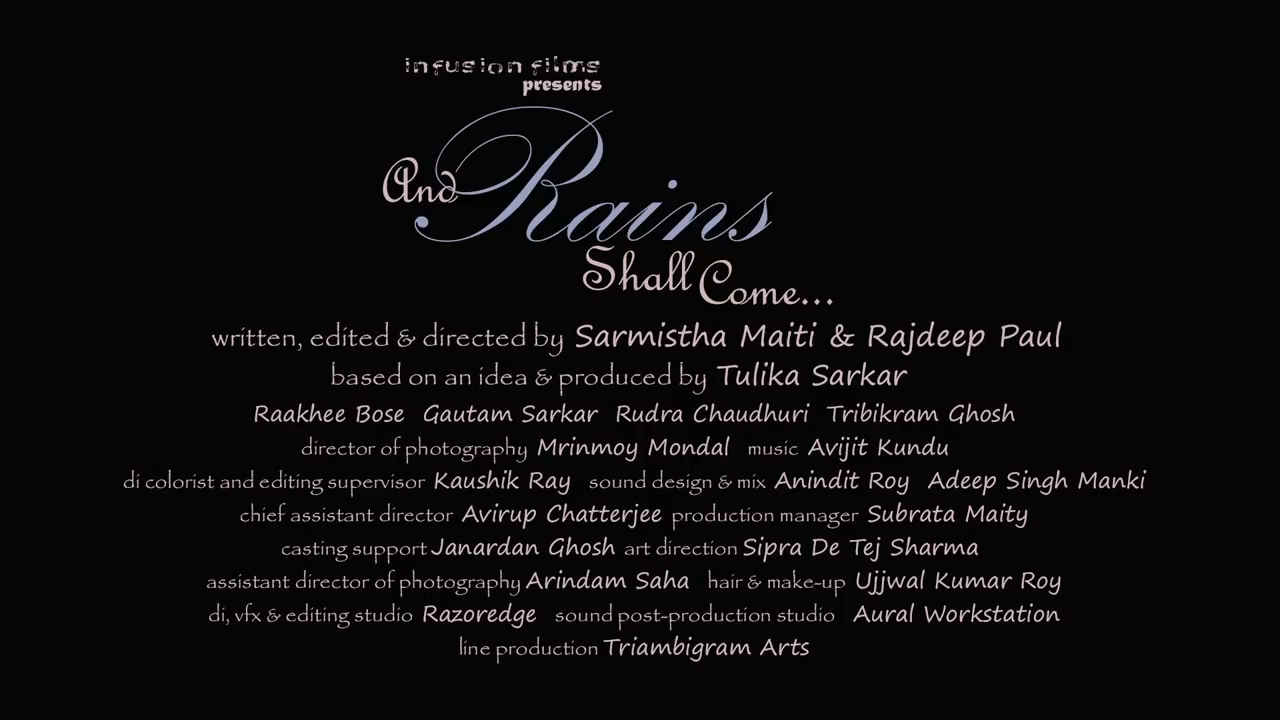 infusion films
presents
And Rains
Shall Come...
written, edited & directed by Sarmistha Maiti & Rajdeep Paul
based on an idea & produced by Tulika Sarkar
Raakhee Bose Gautam Sarkar Rudra Chaudhuri Tribikram Ghosh
director of photography Mrinmoy Mondal music Avijit Kundu
di colorist and editing supervisor Kaushik Ray sound design & mix Anindit Roy Adeep Singh Manki
chief assistant director Avirup Chatterjee production manager Subrata Maity
casting support Janardan Ghosh art direction Sipra De Tej Sharma
assistant director of photography Arindam Saha hair & make-up Ujjwal Kumar Roy
di, vfx & editing studio Razoredge sound post-production studio Aural Workstation
line production Triambigram Arts